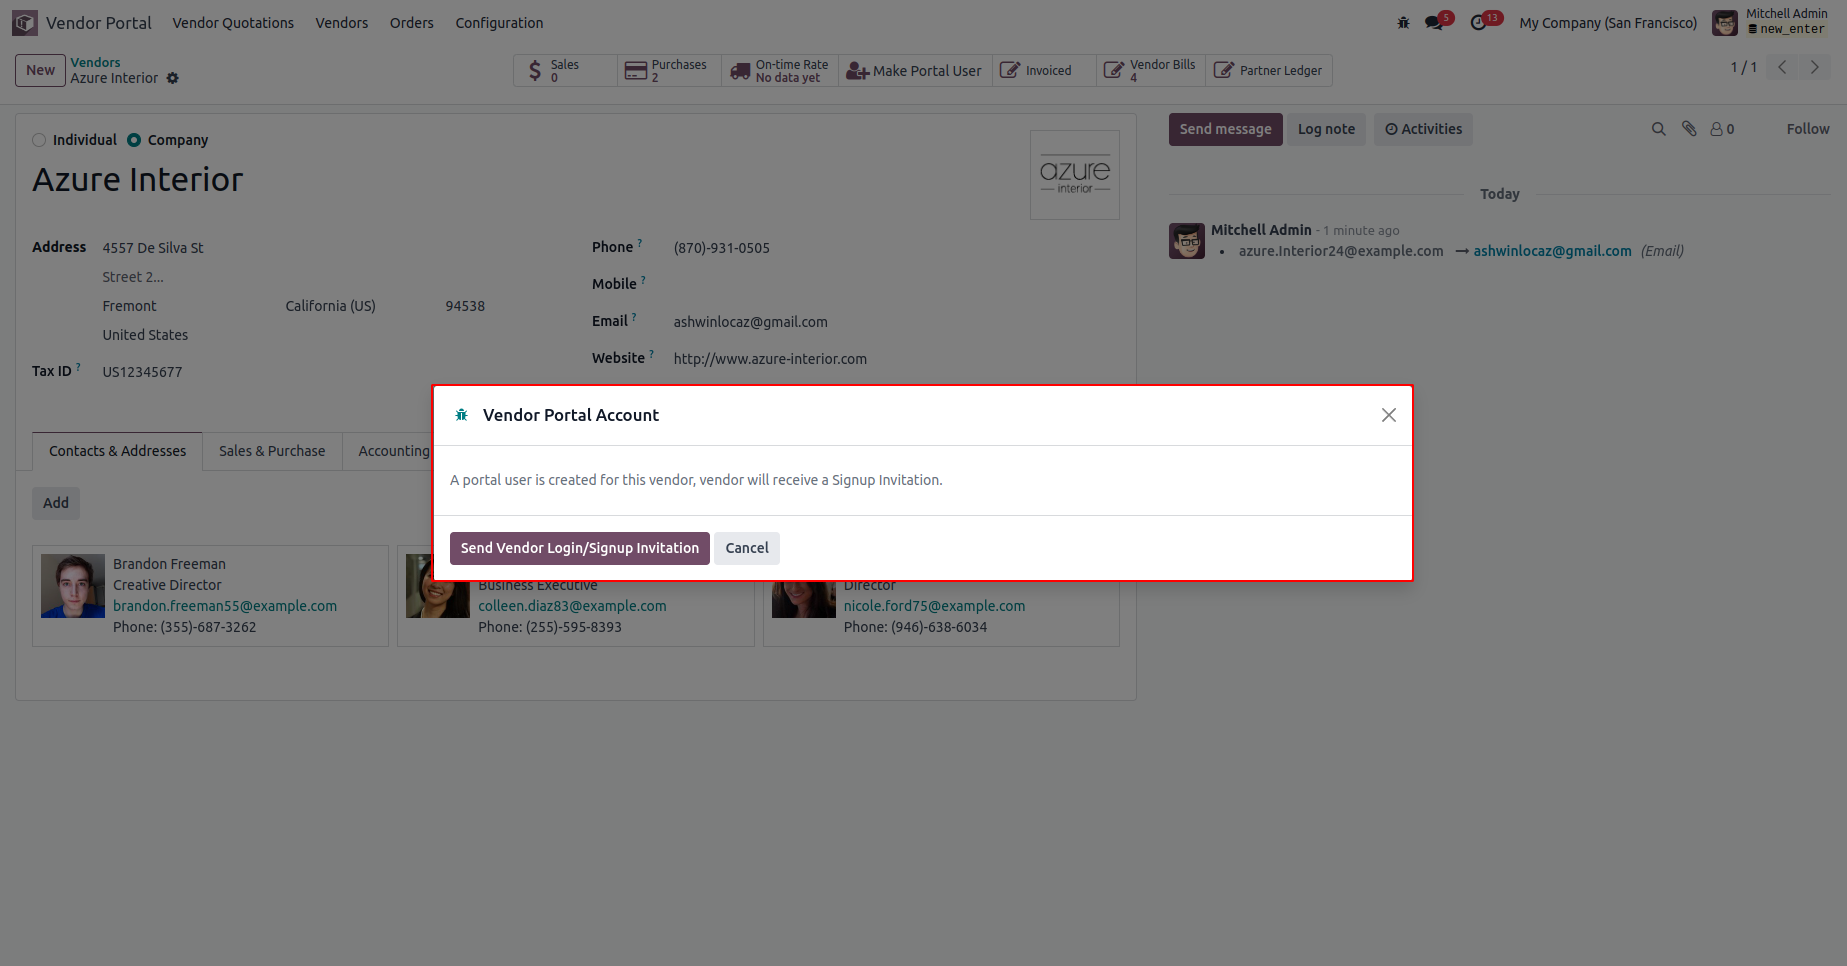 Vendor Portal Vendor Quotations Vendors Orders Configuration 5 13 My Company (San Francisco) Mitchell Admin
new_enter
New Vendors
Azure Interior
Sales
0
Purchases
2
On-time Rate
No data yet
Make Portal User
Invoiced
Vendor Bills
4
Partner Ledger
1 / 1
Individual Company
Azure Interior
azure
interior
Address 4557 De Silva St
Street 2...
Fremont California (US) 94538
United States
Tax ID ? US12345677
Phone ? (870)-931-0505
Mobile ?
Email ? ashwinlocaz@gmail.com
Website ? http://www.azure-interior.com
Send message Log note Activities 0 Follow
Today
Mitchell Admin - 1 minute ago
• azure.Interior24@example.com → ashwinlocaz@gmail.com (Email)
Vendor Portal Account
A portal user is created for this vendor, vendor will receive a Signup Invitation.
Send Vendor Login/Signup Invitation Cancel
Contacts & Addresses Sales & Purchase Accounting
Add
Brandon Freeman
Creative Director
brandon.freeman55@example.com
Phone: (355)-687-3262
Business Executive
colleen.diaz83@example.com
Phone: (255)-595-8393
Director
nicole.ford75@example.com
Phone: (946)-638-6034